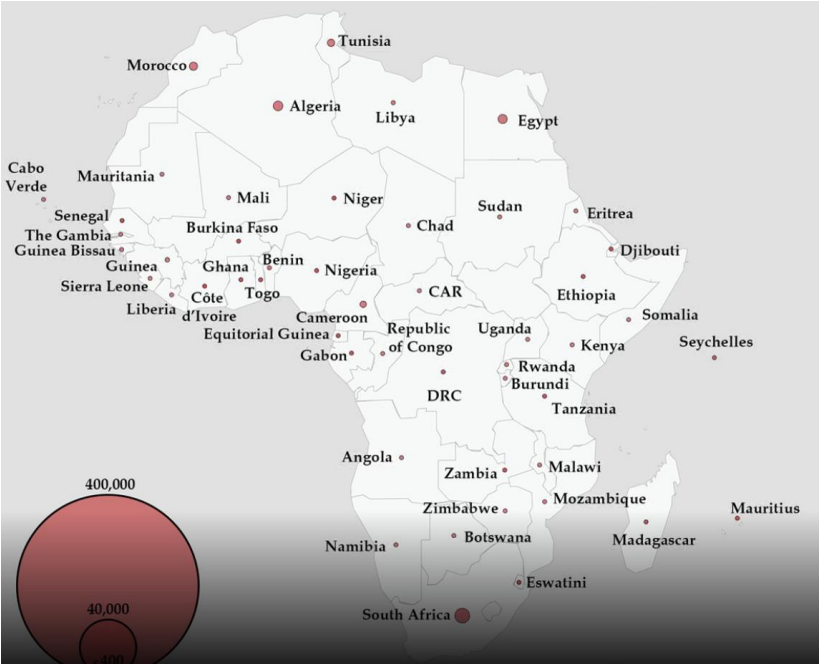 Tunisia
Morocco
Algeria
Libya
Egypt
Cabo
Verde
Mauritania
Mali
Niger
Chad
Sudan
Eritrea
Senegal
The Gambia
Guinea Bissau
Burkina Faso
Djibouti
Guinea
Ghana
Benin
Nigeria
Sierra Leone
Togo
CAR
Ethiopia
Liberia
Côte
d'Ivoire
Cameroon
Somalia
Equitorial Guinea
Republic
of Congo
Uganda
Kenya
Seychelles
Gabon
Rwanda
Burundi
DRC
Tanzania
Angola
Zambia
Malawi
400,000
Zimbabwe
Mozambique
Mauritius
Namibia
Botswana
Madagascar
Eswatini
40,000
South Africa
400